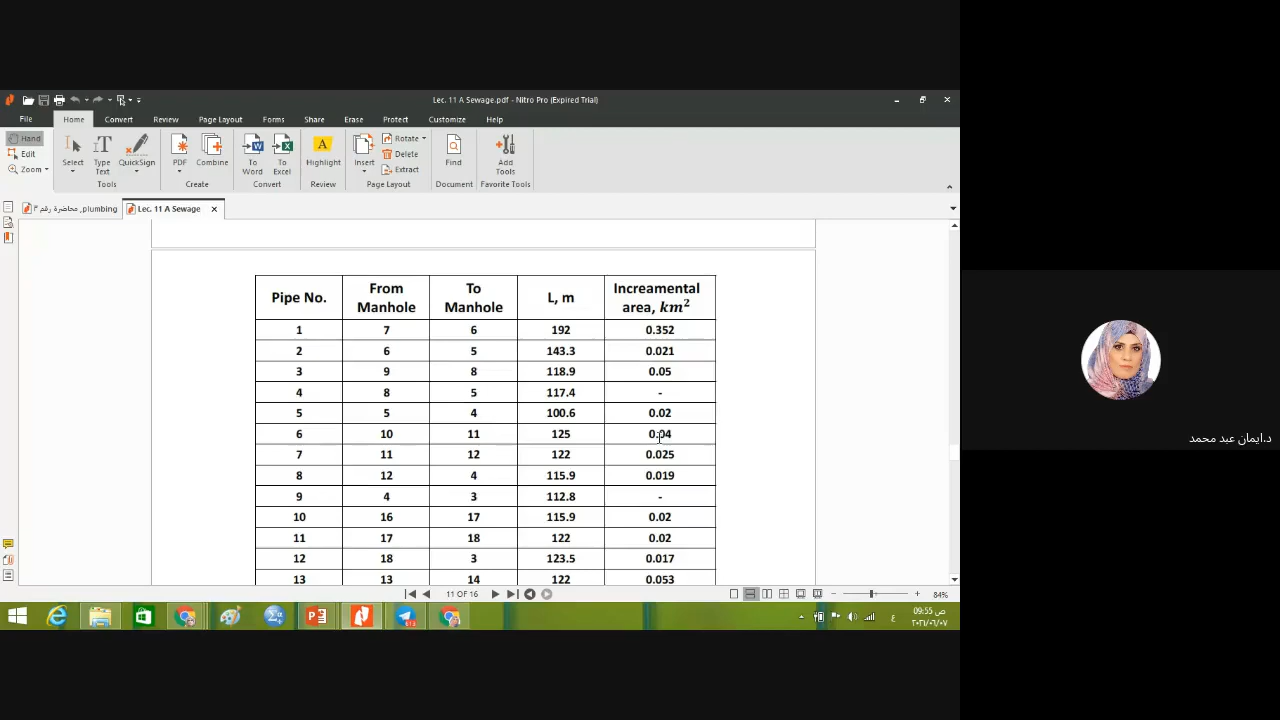 Lec. 11 A Sewage.pdf - Nitro Pro (Expired Trial)
File Home Convert Review Page Layout Forms Share Erase Protect Customize Help
Hand
Edit
Zoom
Select
Type Text
QuickSign
Tools
PDF
Combine
Create
To Word
To Excel
Convert
Highlight
Review
Insert
Rotate
Delete
Extract
Page Layout
Find
Document
Add Tools
Favorite Tools
محاضرة رقم ٣, plumbing
Lec. 11 A Sewage
Pipe No. From Manhole To Manhole L, m Increamental area, km²
1 7 6 192 0.352
2 6 5 143.3 0.021
3 9 8 118.9 0.05
4 8 5 117.4 -
5 5 4 100.6 0.02
6 10 11 125 0.04
7 11 12 122 0.025
8 12 4 115.9 0.019
9 4 3 112.8 -
10 16 17 115.9 0.02
11 17 18 122 0.02
12 18 3 123.5 0.017
13 13 14 122 0.053
11 OF 16
84%
ص 09:55
٢٠٢١/٠٦/٠٧
ع
د.ايمان عبد محمد